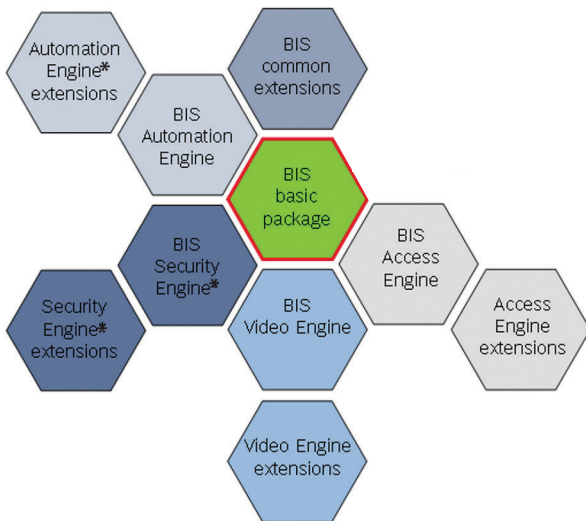 Automation
Engine*
extensions
BIS
common
extensions
BIS
Automation
Engine
BIS
basic
package
BIS
Security
Engine*
BIS
Access
Engine
Security
Engine*
extensions
BIS
Video Engine
Access
Engine
extensions
Video Engine
extensions